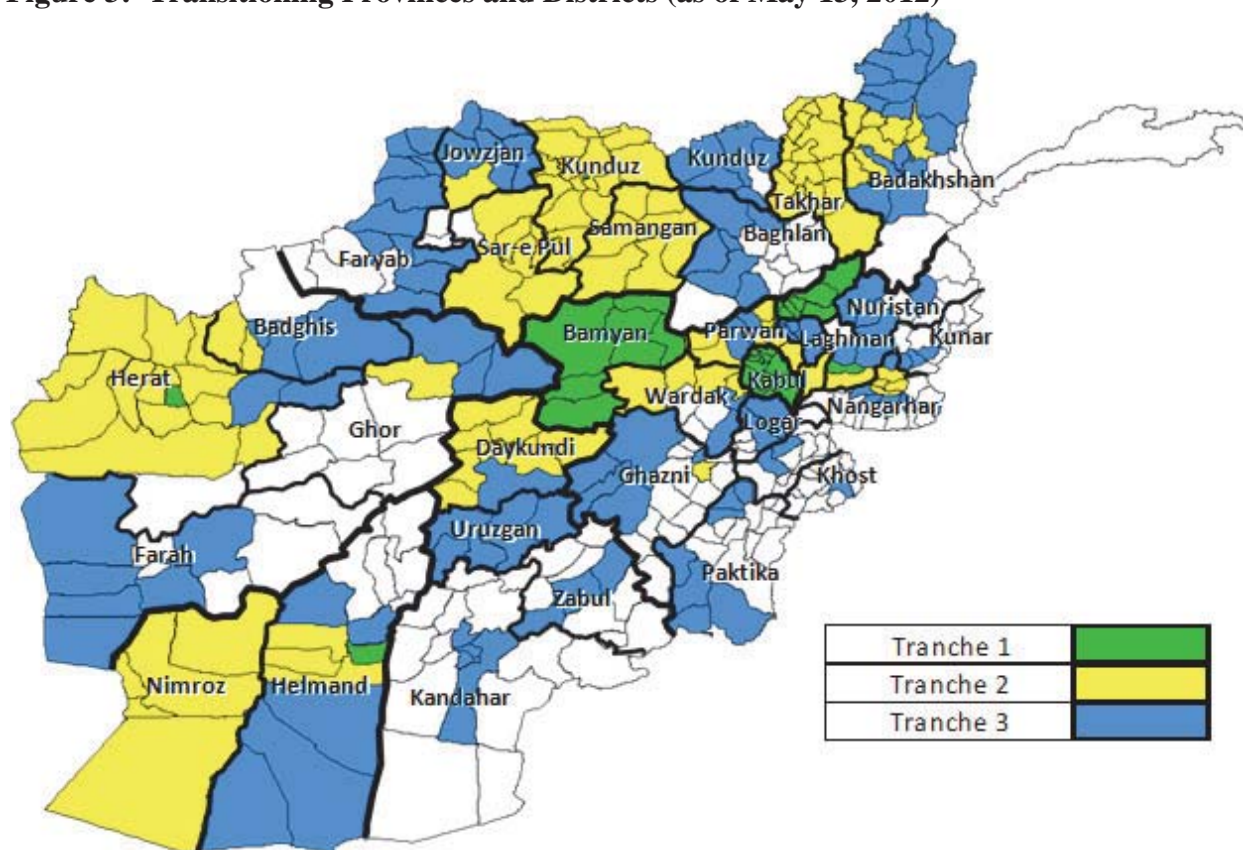 Figure 3: Transitioning Provinces and Districts (as of May 13, 2012)
Jowzjan
Kunduz
Kunduz
Takhar
Badakhshan
Sar-e Pul
Samangan
Baghlan
Faryab
Badghis
Bamyan
Parwan
Nuristan
Laghman
Kunar
Herat
Kabul
Wardak
Nangarhar
Ghor
Logar
Daykundi
Ghazni
Khost
Uruzgan
Farah
Paktika
Zabul
Nimroz
Helmand
Kandahar
Tranche 1
Tranche 2
Tranche 3